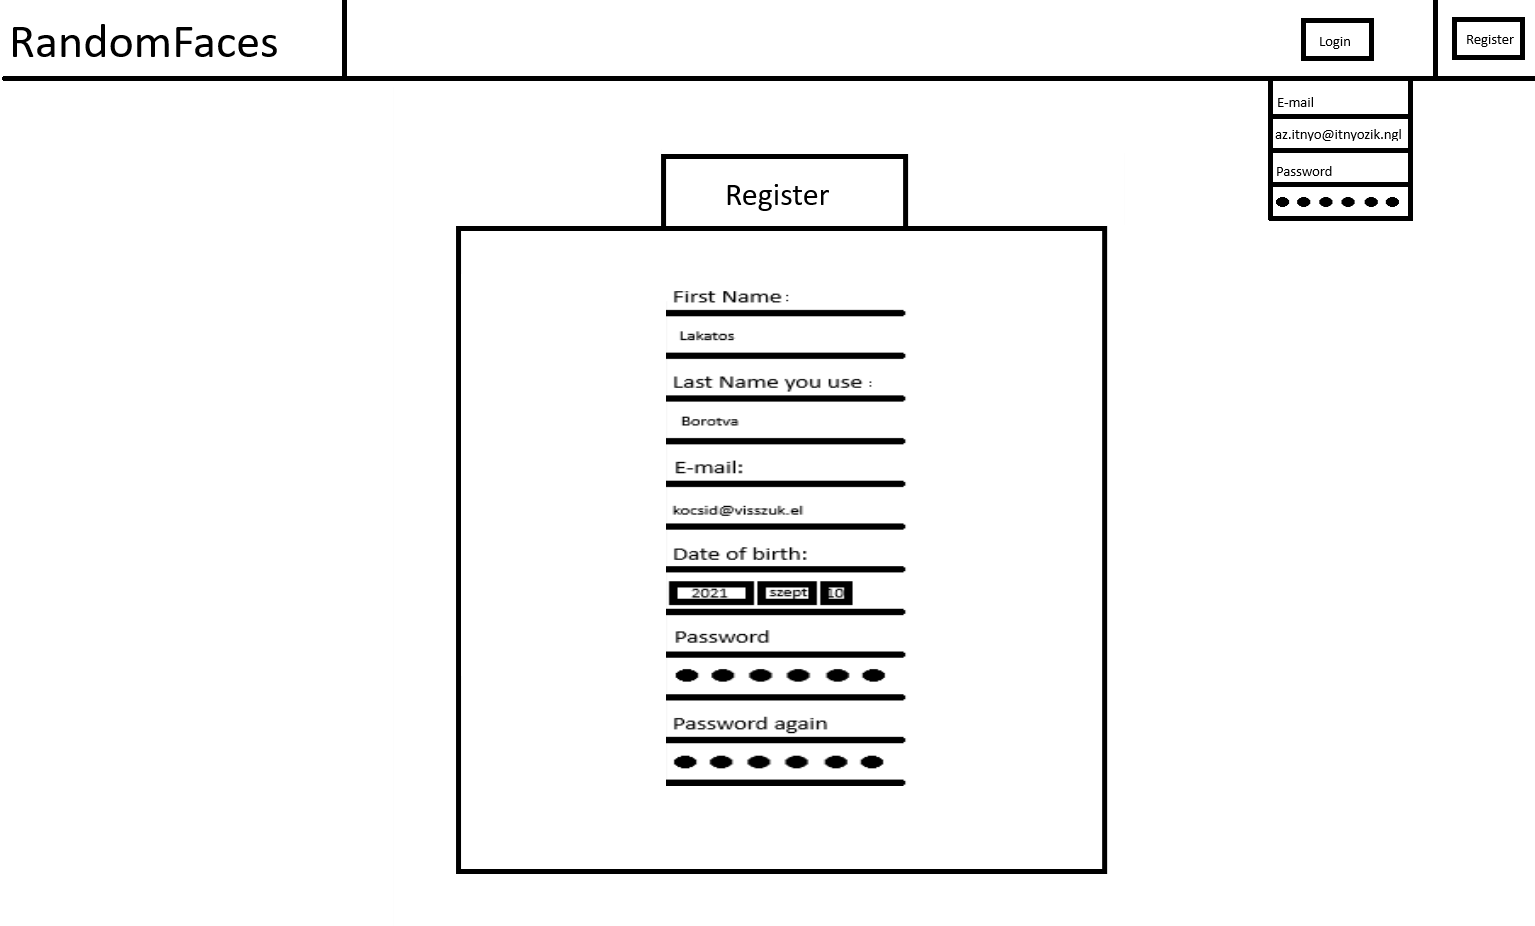 RandomFaces
Login
Register
E-mail
az.itnyo@itnyozik.ngl
Password
Register
First Name:
Lakatos
Last Name you use :
Borotva
E-mail:
kocsid@visszuk.el
Date of birth:
2021 szept 10
Password
Password again